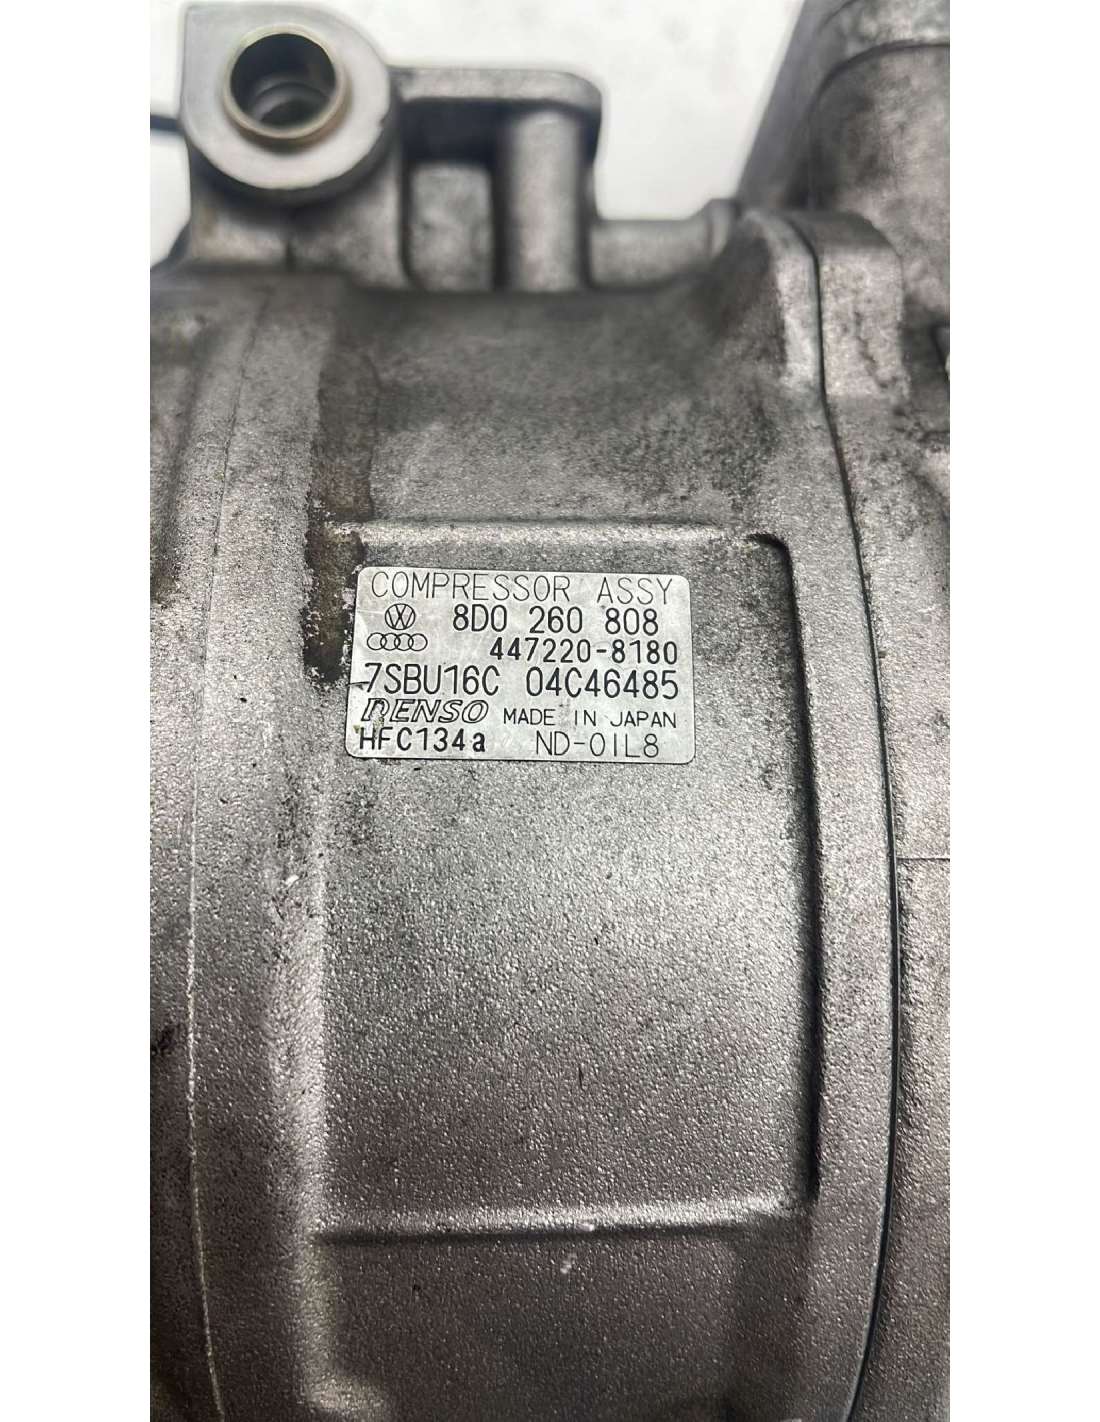 COMPRESSOR ASSY
8D0 260 808
447220-8180
7SBU16C 04C46485
DENSO MADE IN JAPAN
HFC134a ND-OIL8